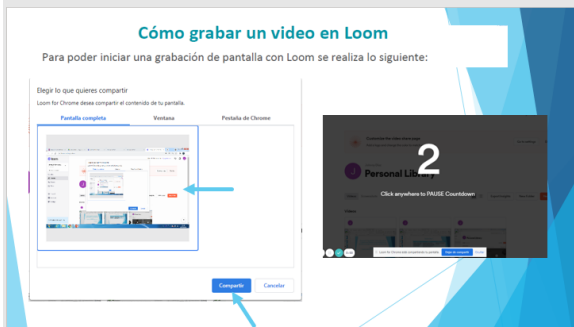 Cómo grabar un video en Loom
Para poder iniciar una grabación de pantalla con Loom se realiza lo siguiente:
Elegir lo que quieres compartir
Loom for Chrome desea compartir el contenido de tu pantalla.
Pantalla completa Ventana Pestaña de Chrome
Compartir Cancelar
2
Click anywhere to PAUSE Countdown
Personal Library